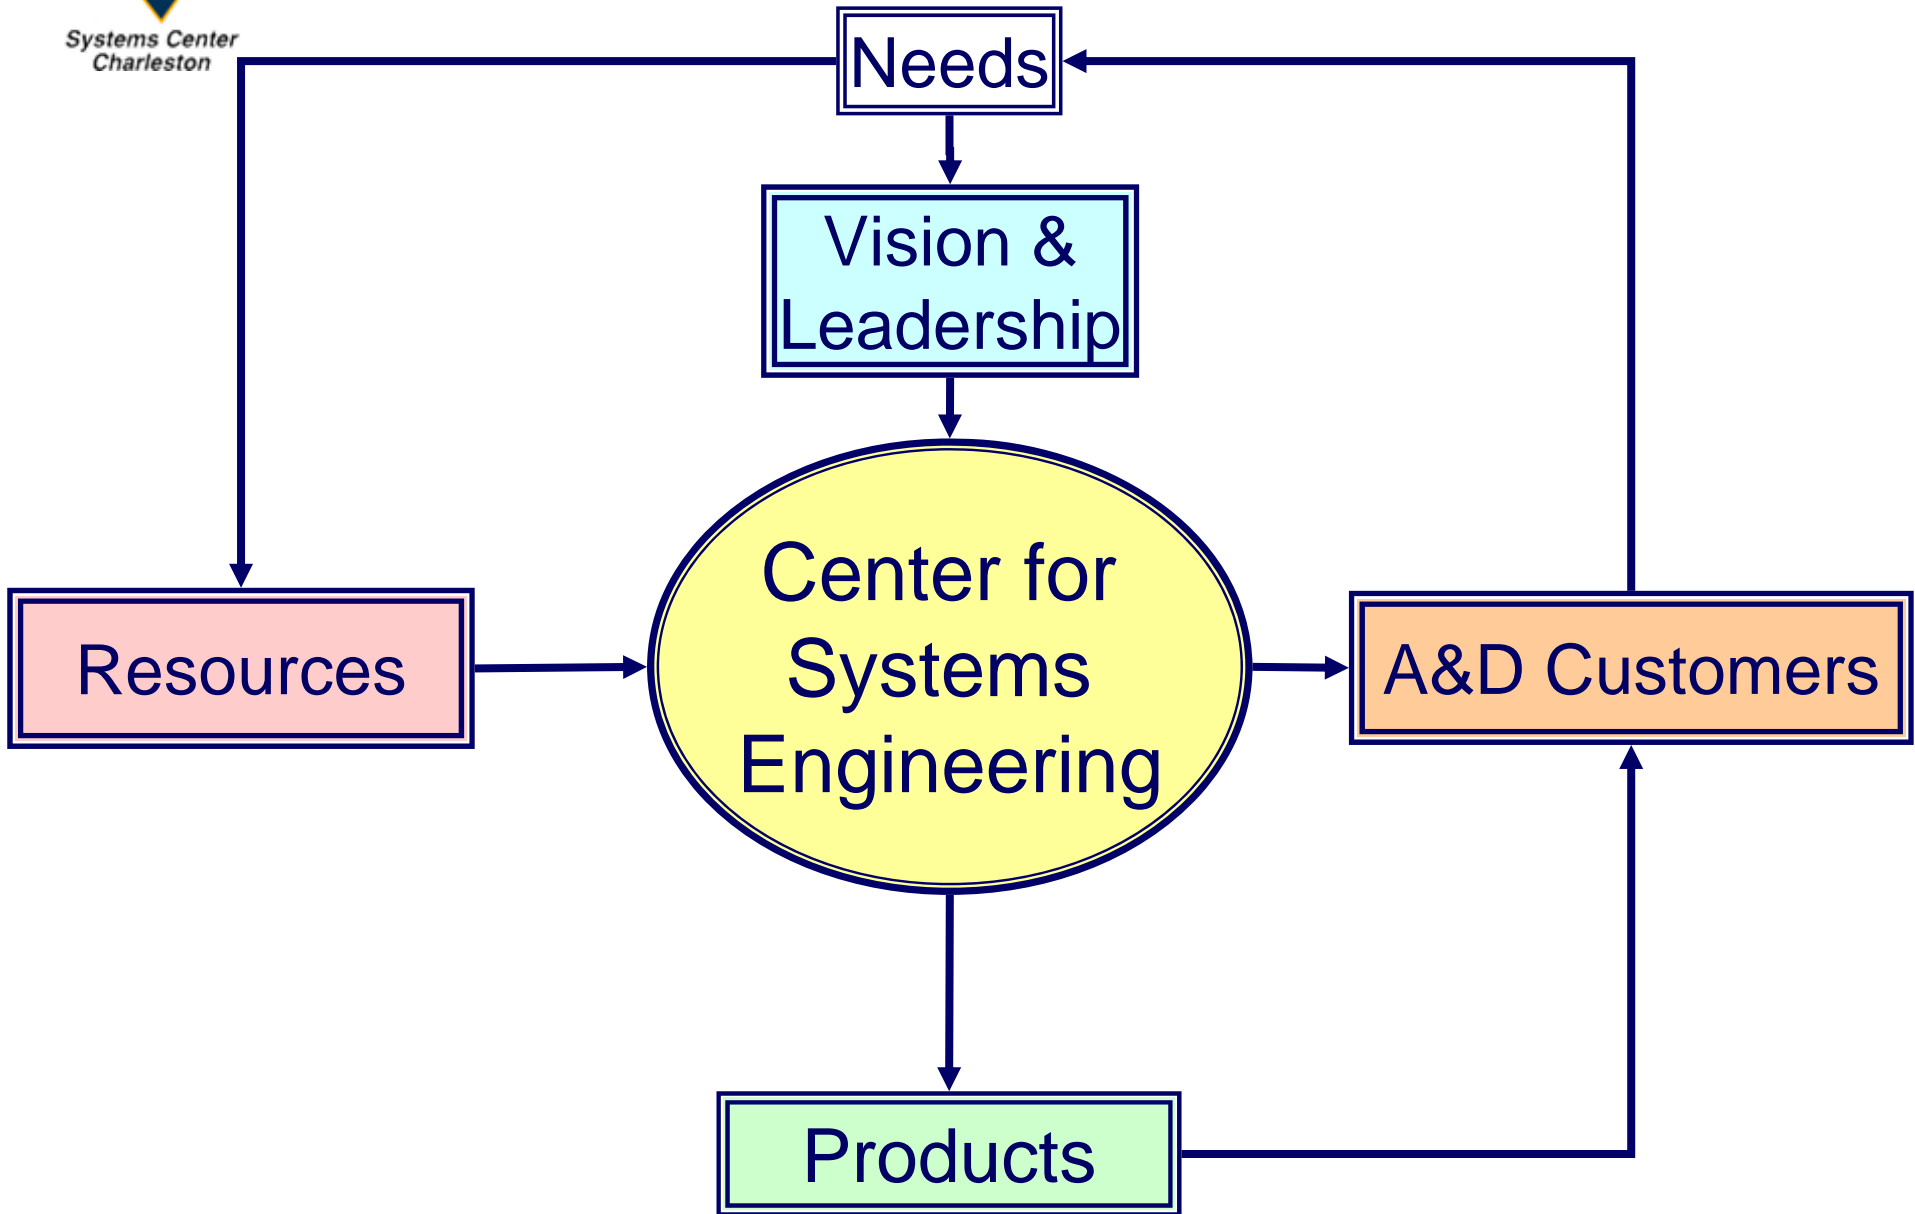 Systems Center
Charleston
Needs
Vision &
Leadership
Center for
Systems
Engineering
Resources
A&D Customers
Products